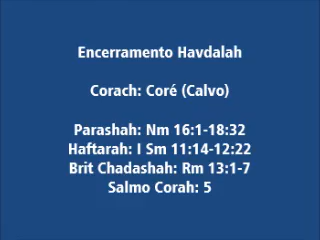 Encerramento Havdalah
Corach: Coré (Calvo)
Parashah: Nm 16:1-18:32
Haftarah: I Sm 11:14-12:22
Brit Chadashah: Rm 13:1-7
Salmo Corah: 5